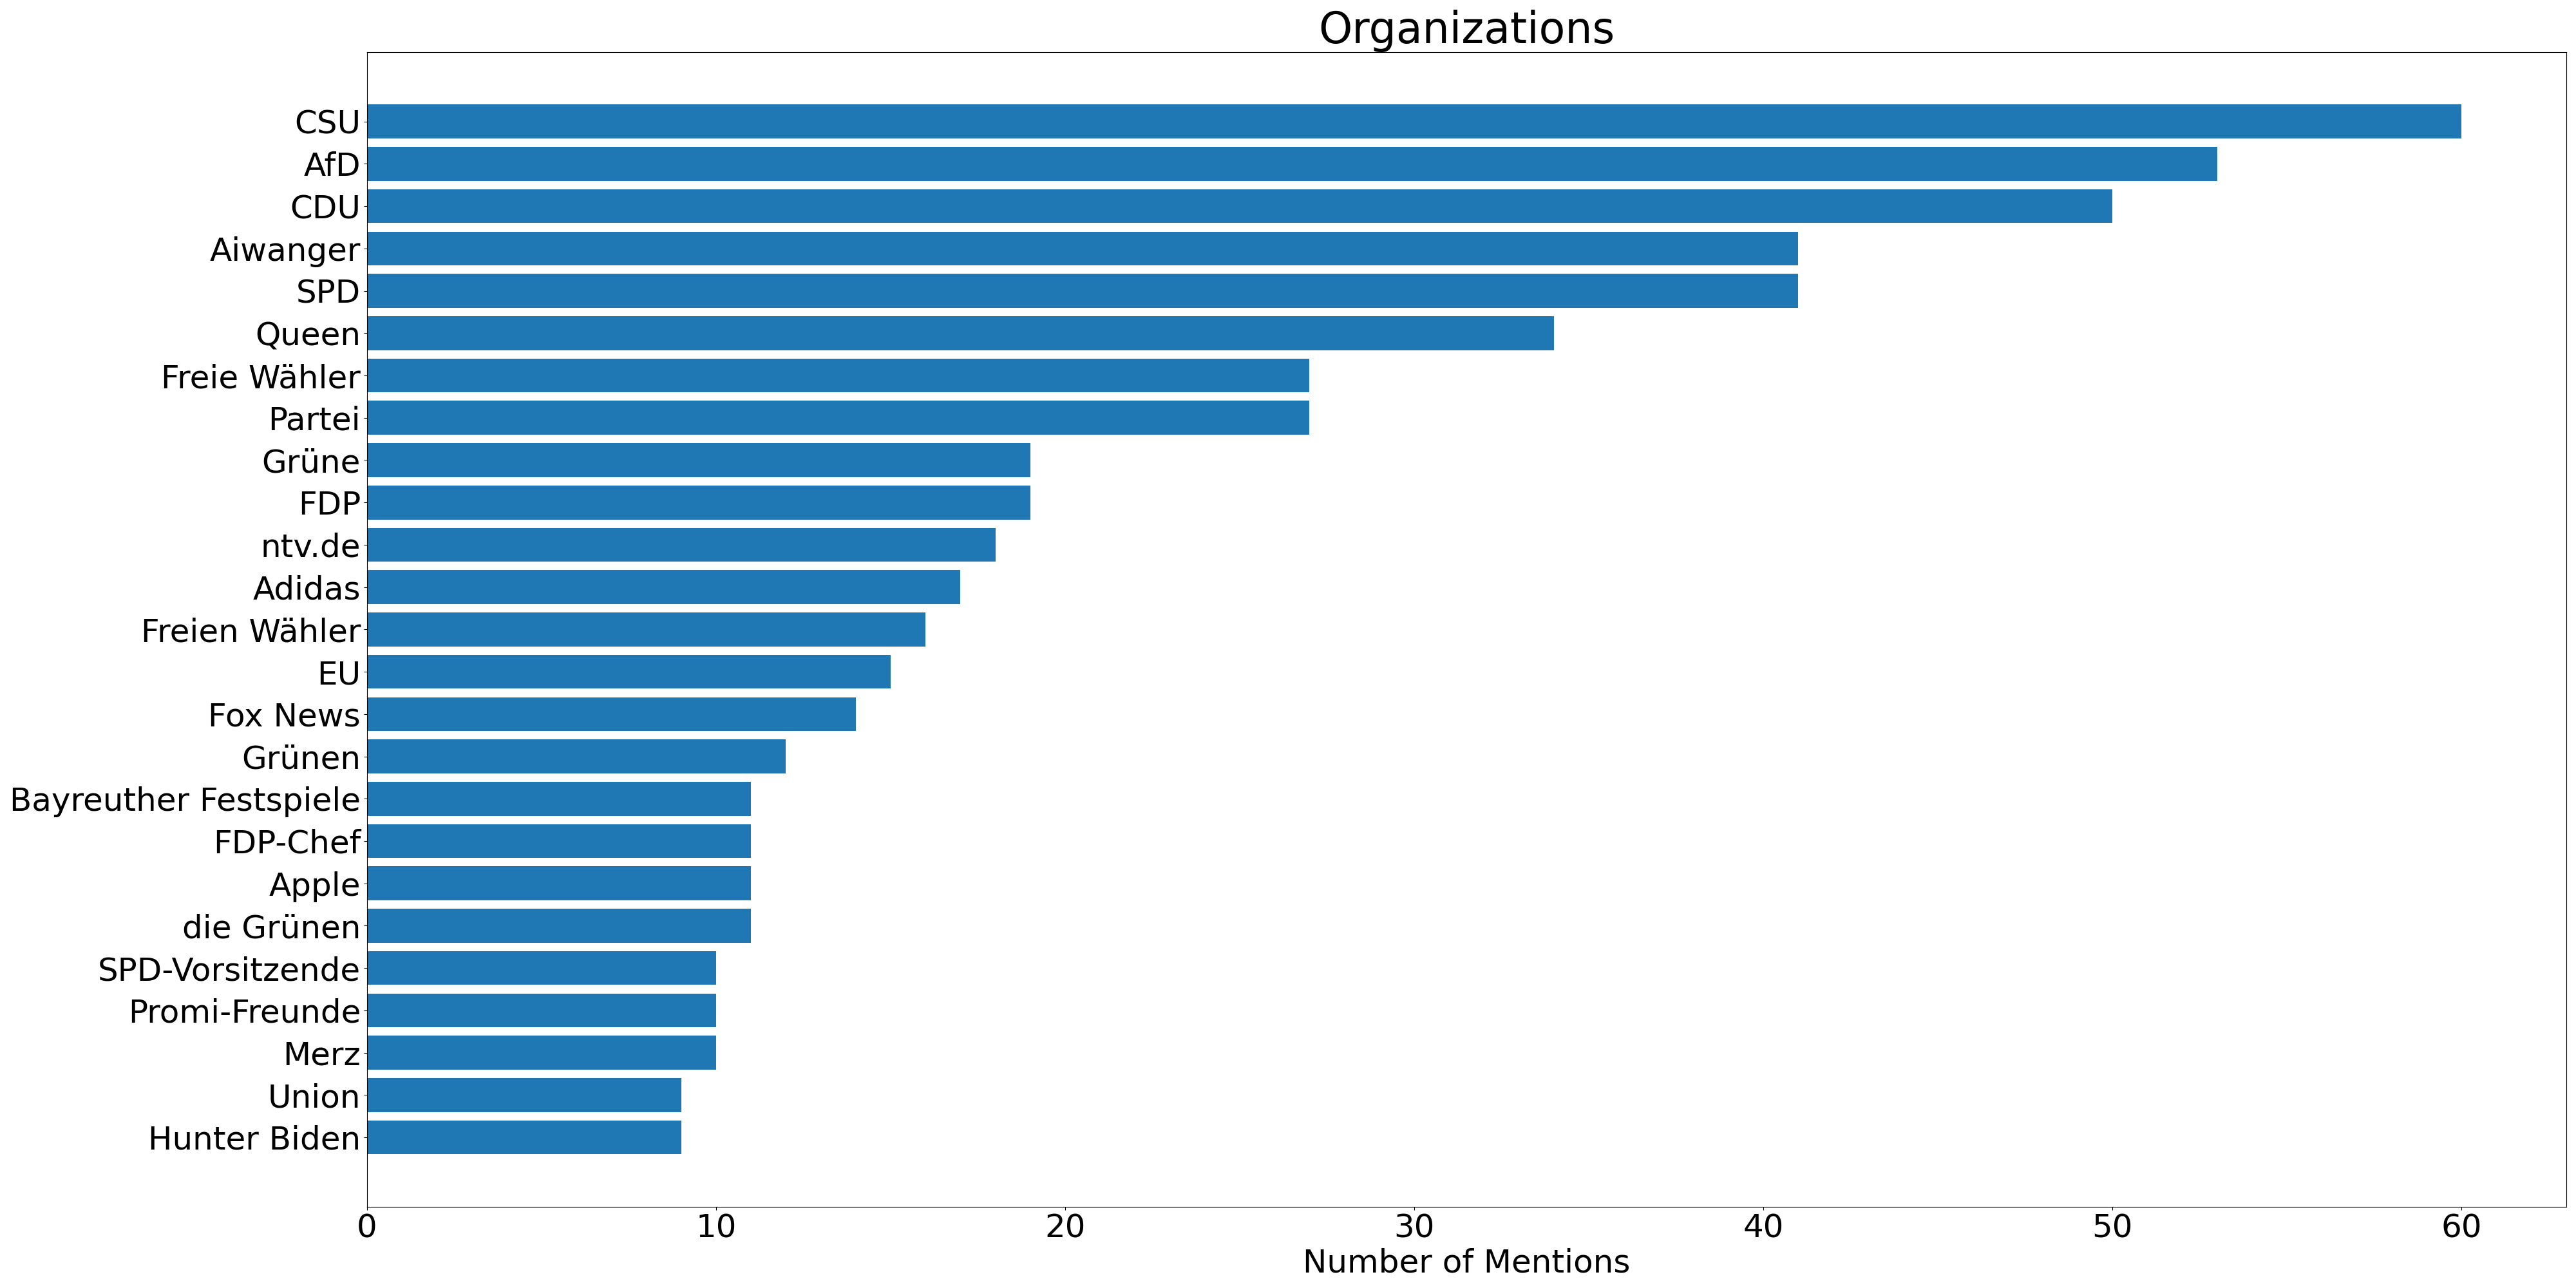 Organizations
CSU
AfD
CDU
Aiwanger
SPD
Queen
Freie Wähler
Partei
Grüne
FDP
ntv.de
Adidas
Freien Wähler
EU
Fox News
Grünen
Bayreuther Festspiele
FDP-Chef
Apple
die Grünen
SPD-Vorsitzende
Promi-Freunde
Merz
Union
Hunter Biden
0 10 20 30 40 50 60
Number of Mentions